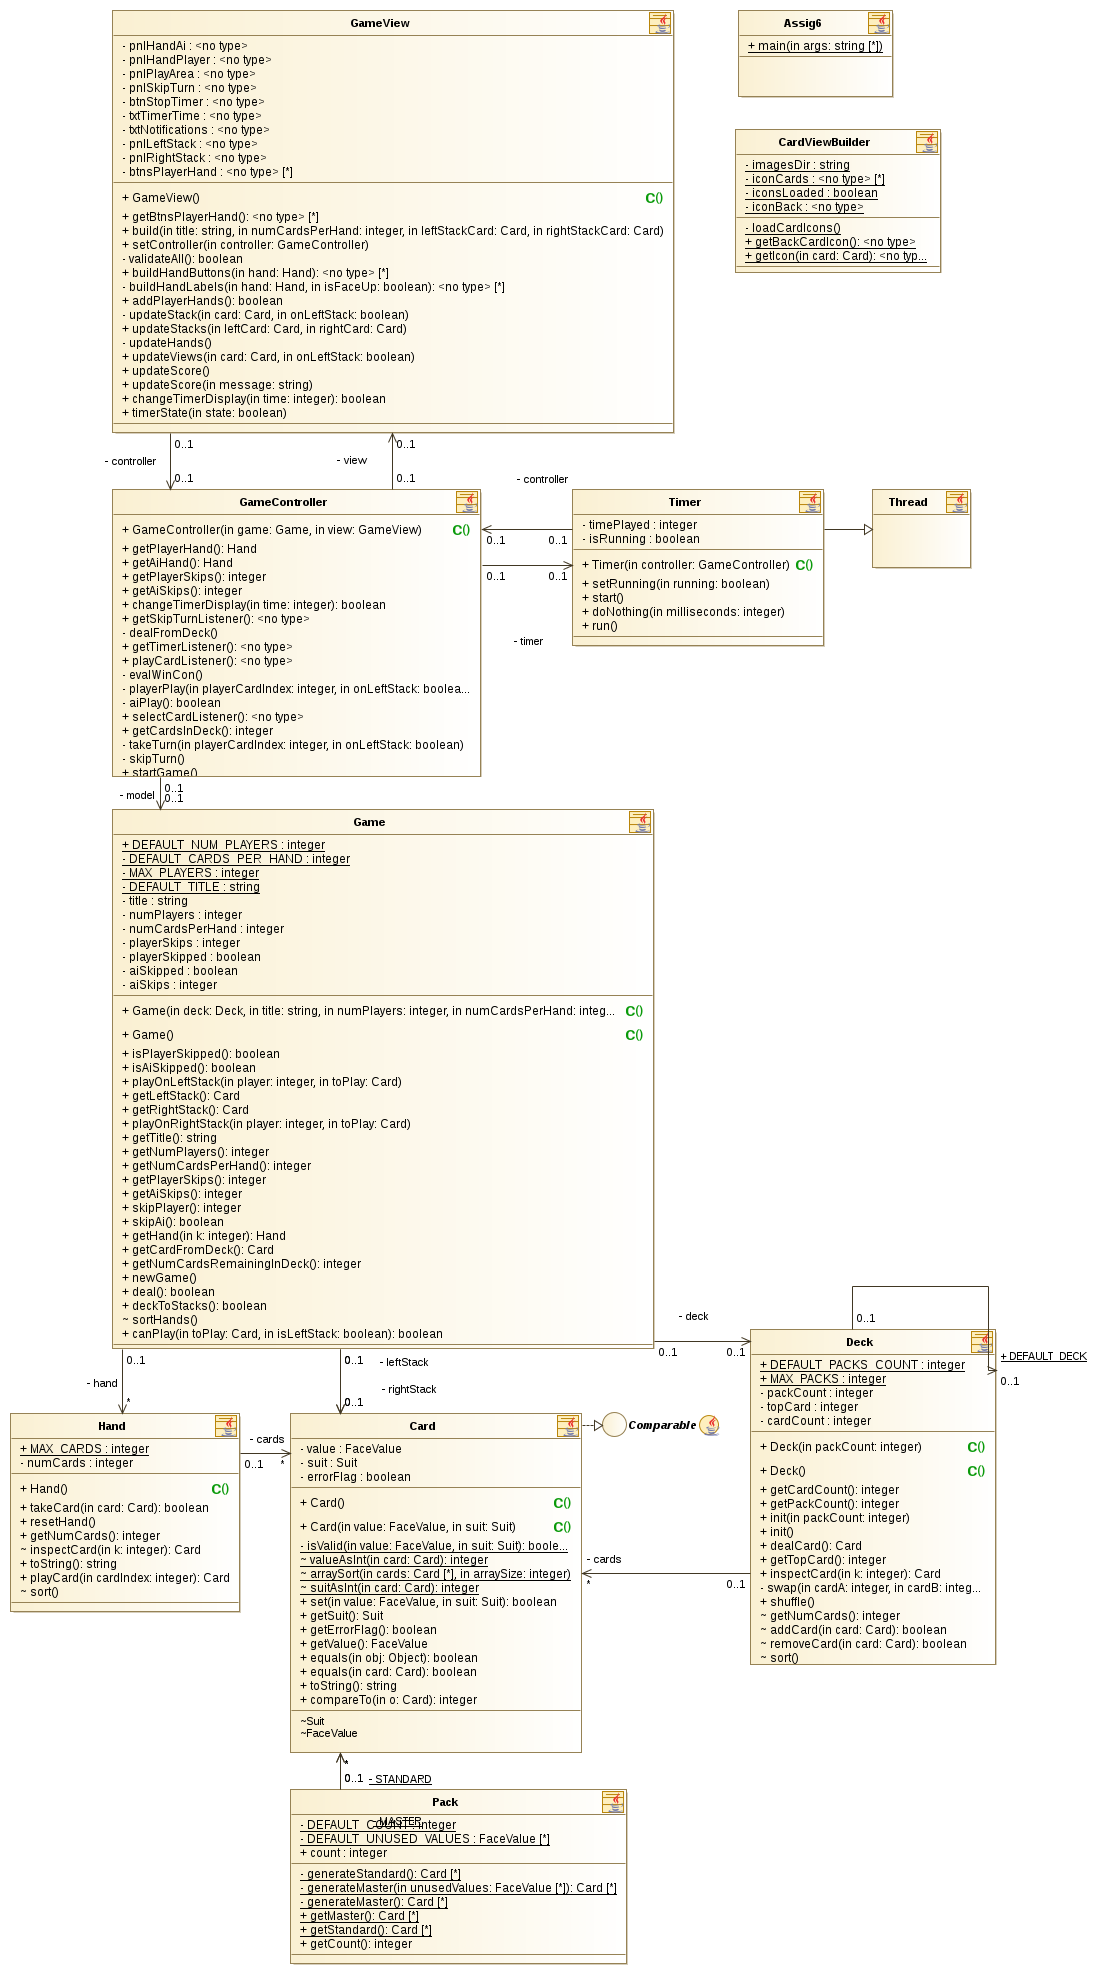 GameView
- pnlHandAi : <no type>
- pnlHandPlayer : <no type>
- pnlPlayArea : <no type>
- pnlSkipTurn : <no type>
- btnStopTimer : <no type>
- txtTimerTime : <no type>
- txtNotifications : <no type>
- pnlLeftStack : <no type>
- pnlRightStack : <no type>
- btnsPlayerHand : <no type> [*]
+ GameView() C()
+ getBtnsPlayerHand(): <no type> [*]
+ build(in title: string, in numCardsPerHand: integer, in leftStackCard: Card, in rightStackCard: Card)
+ setController(in controller: GameController)
- validateAll(): boolean
+ buildHandButtons(in hand: Hand): <no type> [*]
- buildHandLabels(in hand: Hand, in isFaceUp: boolean): <no type> [*]
+ addPlayerHands(): boolean
- updateStack(in card: Card, in onLeftStack: boolean)
+ updateStacks(in leftCard: Card, in rightCard: Card)
- updateHands()
+ updateViews(in card: Card, in onLeftStack: boolean)
+ updateScore()
+ updateScore(in message: string)
+ changeTimerDisplay(in time: integer): boolean
+ timerState(in state: boolean)
Assig6
+ main(in args: string [*])
CardViewBuilder
- imagesDir : string
- iconCards : <no type> [*]
- iconsLoaded : boolean
- iconBack : <no type>
- loadCardIcons()
+ getBackCardIcon(): <no type>
+ getIcon(in card: Card): <no typ...
0..1
- controller
0..1
0..1
- view
0..1
GameController
+ GameController(in game: Game, in view: GameView) C()
+ getPlayerHand(): Hand
+ getAiHand(): Hand
+ getPlayerSkips(): integer
+ getAiSkips(): integer
+ changeTimerDisplay(in time: integer): boolean
+ getSkipTurnListener(): <no type>
- dealFromDeck()
+ getTimerListener(): <no type>
+ playCardListener(): <no type>
- evalWinCon()
- playerPlay(in playerCardIndex: integer, in onLeftStack: boolea...
- aiPlay(): boolean
+ selectCardListener(): <no type>
+ getCardsInDeck(): integer
- takeTurn(in playerCardIndex: integer, in onLeftStack: boolean)
- skipTurn()
+ startGame()
- controller
0..1 0..1
0..1 0..1
- timer
Timer
- timePlayed : integer
- isRunning : boolean
+ Timer(in controller: GameController) C()
+ setRunning(in running: boolean)
+ start()
+ doNothing(in milliseconds: integer)
+ run()
Thread
- model
0..1
0..1
Game
+ DEFAULT_NUM_PLAYERS : integer
- DEFAULT_CARDS_PER_HAND : integer
- MAX_PLAYERS : integer
- DEFAULT_TITLE : string
- title : string
- numPlayers : integer
- numCardsPerHand : integer
- playerSkips : integer
- playerSkipped : boolean
- aiSkipped : boolean
- aiSkips : integer
+ Game(in deck: Deck, in title: string, in numPlayers: integer, in numCardsPerHand: integ... C()
+ Game() C()
+ isPlayerSkipped(): boolean
+ isAiSkipped(): boolean
+ playOnLeftStack(in player: integer, in toPlay: Card)
+ getLeftStack(): Card
+ getRightStack(): Card
+ playOnRightStack(in player: integer, in toPlay: Card)
+ getTitle(): string
+ getNumPlayers(): integer
+ getNumCardsPerHand(): integer
+ getPlayerSkips(): integer
+ getAiSkips(): integer
+ skipPlayer(): integer
+ skipAi(): boolean
+ getHand(in k: integer): Hand
+ getCardFromDeck(): Card
+ getNumCardsRemainingInDeck(): integer
+ newGame()
+ deal(): boolean
+ deckToStacks(): boolean
~ sortHands()
+ canPlay(in toPlay: Card, in isLeftStack: boolean): boolean
- deck
0..1 0..1
0..1
+ DEFAULT_DECK
0..1
Deck
+ DEFAULT_PACKS_COUNT : integer
+ MAX_PACKS : integer
- packCount : integer
- topCard : integer
- cardCount : integer
+ Deck(in packCount: integer) C()
+ Deck() C()
+ getCardCount(): integer
+ getPackCount(): integer
+ init(in packCount: integer)
+ init()
+ dealCard(): Card
+ getTopCard(): integer
+ inspectCard(in k: integer): Card
- swap(in cardA: integer, in cardB: integ...
+ shuffle()
~ getNumCards(): integer
~ addCard(in card: Card): boolean
~ removeCard(in card: Card): boolean
~ sort()
0..1
- hand
*
0..1
- leftStack
- rightStack
0..1
Hand
+ MAX_CARDS : integer
- numCards : integer
+ Hand() C()
+ takeCard(in card: Card): boolean
+ resetHand()
+ getNumCards(): integer
~ inspectCard(in k: integer): Card
+ toString(): string
+ playCard(in cardIndex: integer): Card
~ sort()
- cards
0..1 *
Card
- value : FaceValue
- suit : Suit
- errorFlag : boolean
+ Card() C()
+ Card(in value: FaceValue, in suit: Suit) C()
- isValid(in value: FaceValue, in suit: Suit): boole...
~ valueAsInt(in card: Card): integer
~ arraySort(in cards: Card [*], in arraySize: integer)
~ suitAsInt(in card: Card): integer
+ set(in value: FaceValue, in suit: Suit): boolean
+ getSuit(): Suit
+ getErrorFlag(): boolean
+ getValue(): FaceValue
+ equals(in obj: Object): boolean
+ equals(in card: Card): boolean
+ toString(): string
+ compareTo(in o: Card): integer
~Suit
~FaceValue
Comparable
- cards
* 0..1
*
0..1 - STANDARD
Pack
- MASTER
- DEFAULT_COUNT : integer
- DEFAULT_UNUSED_VALUES : FaceValue [*]
+ count : integer
- generateStandard(): Card [*]
- generateMaster(in unusedValues: FaceValue [*]): Card [*]
- generateMaster(): Card [*]
+ getMaster(): Card [*]
+ getStandard(): Card [*]
+ getCount(): integer